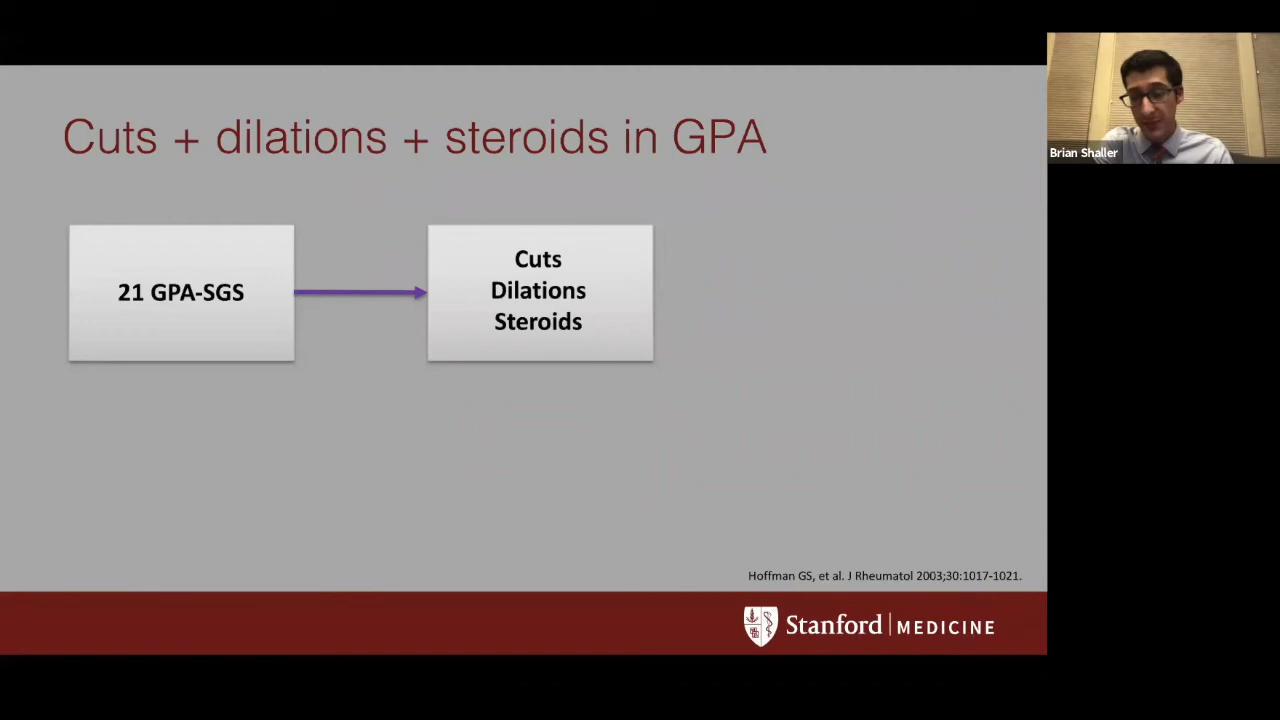 Cuts + dilations + steroids in GPA
21 GPA-SGS
Cuts
Dilations
Steroids
Hoffman GS, et al. J Rheumatol 2003;30:1017-1021.
Stanford MEDICINE
Brian Shaller